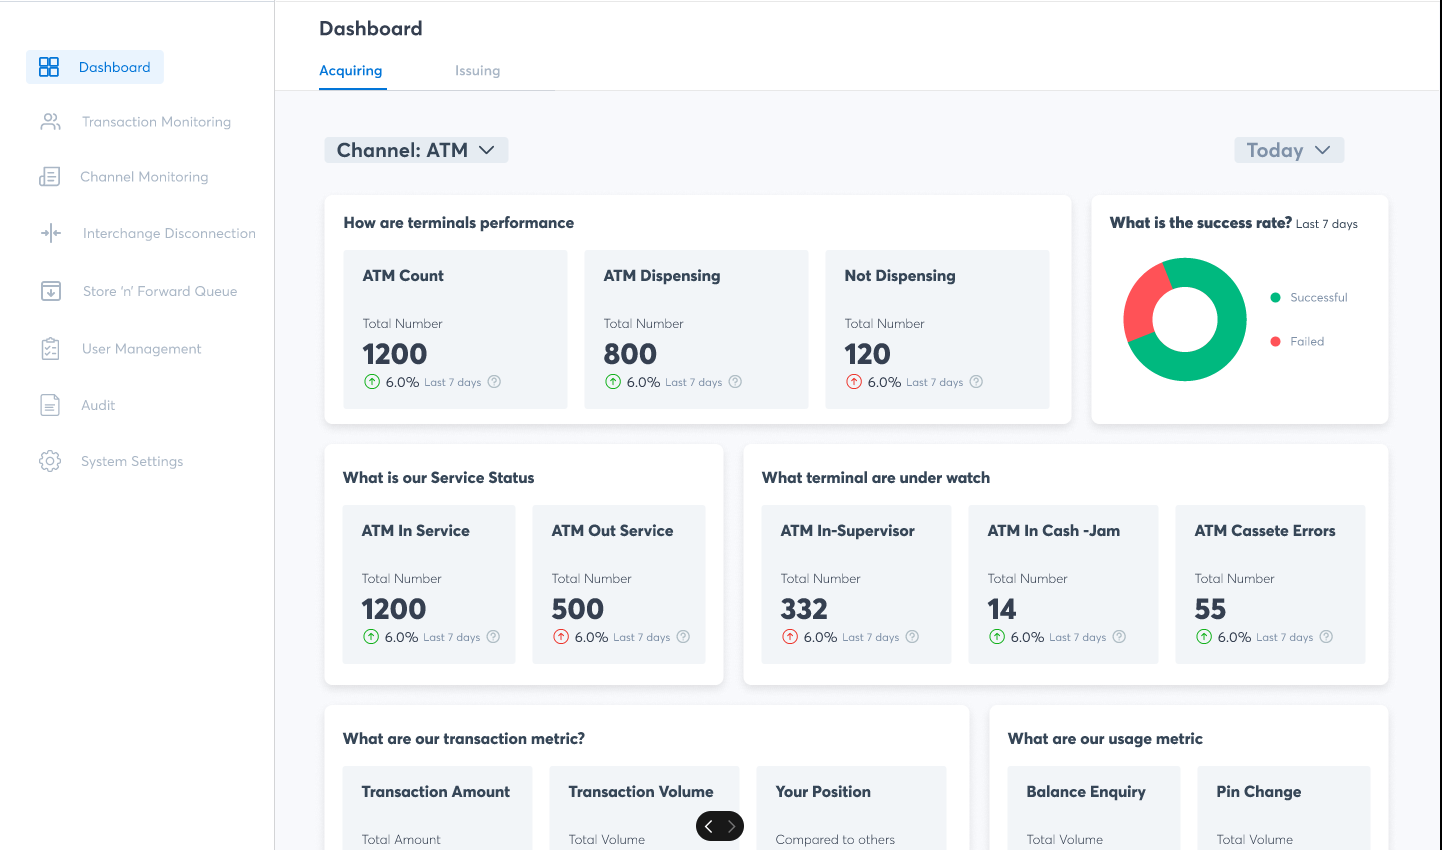 Dashboard
Acquiring
Issuing
Dashboard
Transaction Monitoring
Channel Monitoring
Interchange Disconnection
Store 'n' Forward Queue
User Management
Audit
System Settings
Channel: ATM
Today
How are terminals performance
ATM Count
Total Number
1200
6.0% Last 7 days ?
ATM Dispensing
Total Number
800
6.0% Last 7 days ?
Not Dispensing
Total Number
120
6.0% Last 7 days ?
What is the success rate? Last 7 days
Successful
Failed
What is our Service Status
ATM In Service
Total Number
1200
6.0% Last 7 days ?
ATM Out Service
Total Number
500
6.0% Last 7 days ?
What terminal are under watch
ATM In-Supervisor
Total Number
332
6.0% Last 7 days ?
ATM In Cash -Jam
Total Number
14
6.0% Last 7 days ?
ATM Cassete Errors
Total Number
55
6.0% Last 7 days ?
What are our transaction metric?
Transaction Amount
Total Amount
Transaction Volume
Total Volume
Your Position
Compared to others
What are our usage metric
Balance Enquiry
Total Volume
Pin Change
Total Volume